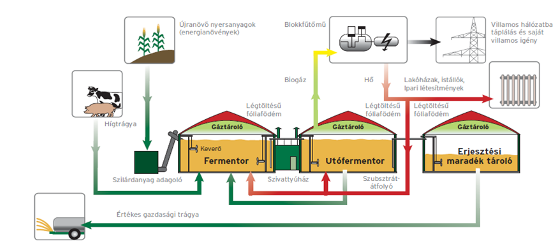 Újranövő nyersanyagok
(energianövények)
Blokkfűtőmű
Villamos hálózatba
táplálás és saját
villamos igény
Biogáz
Hő
Lakóházak, istállók,
ipari létesítmények
Hígtrágya
Légtöltésű
fóliafödém
Légtöltésű
fóliafödém
Légtöltésű
fóliafödém
Gáztároló
Gáztároló
Gáztároló
Keverő
Fermentor
Utófermentor
Erjesztési
maradék tároló
Szilárdanyag adagoló
Szivattyúház
Szubsztrát-
átfolyó
Értékes gazdasági trágya